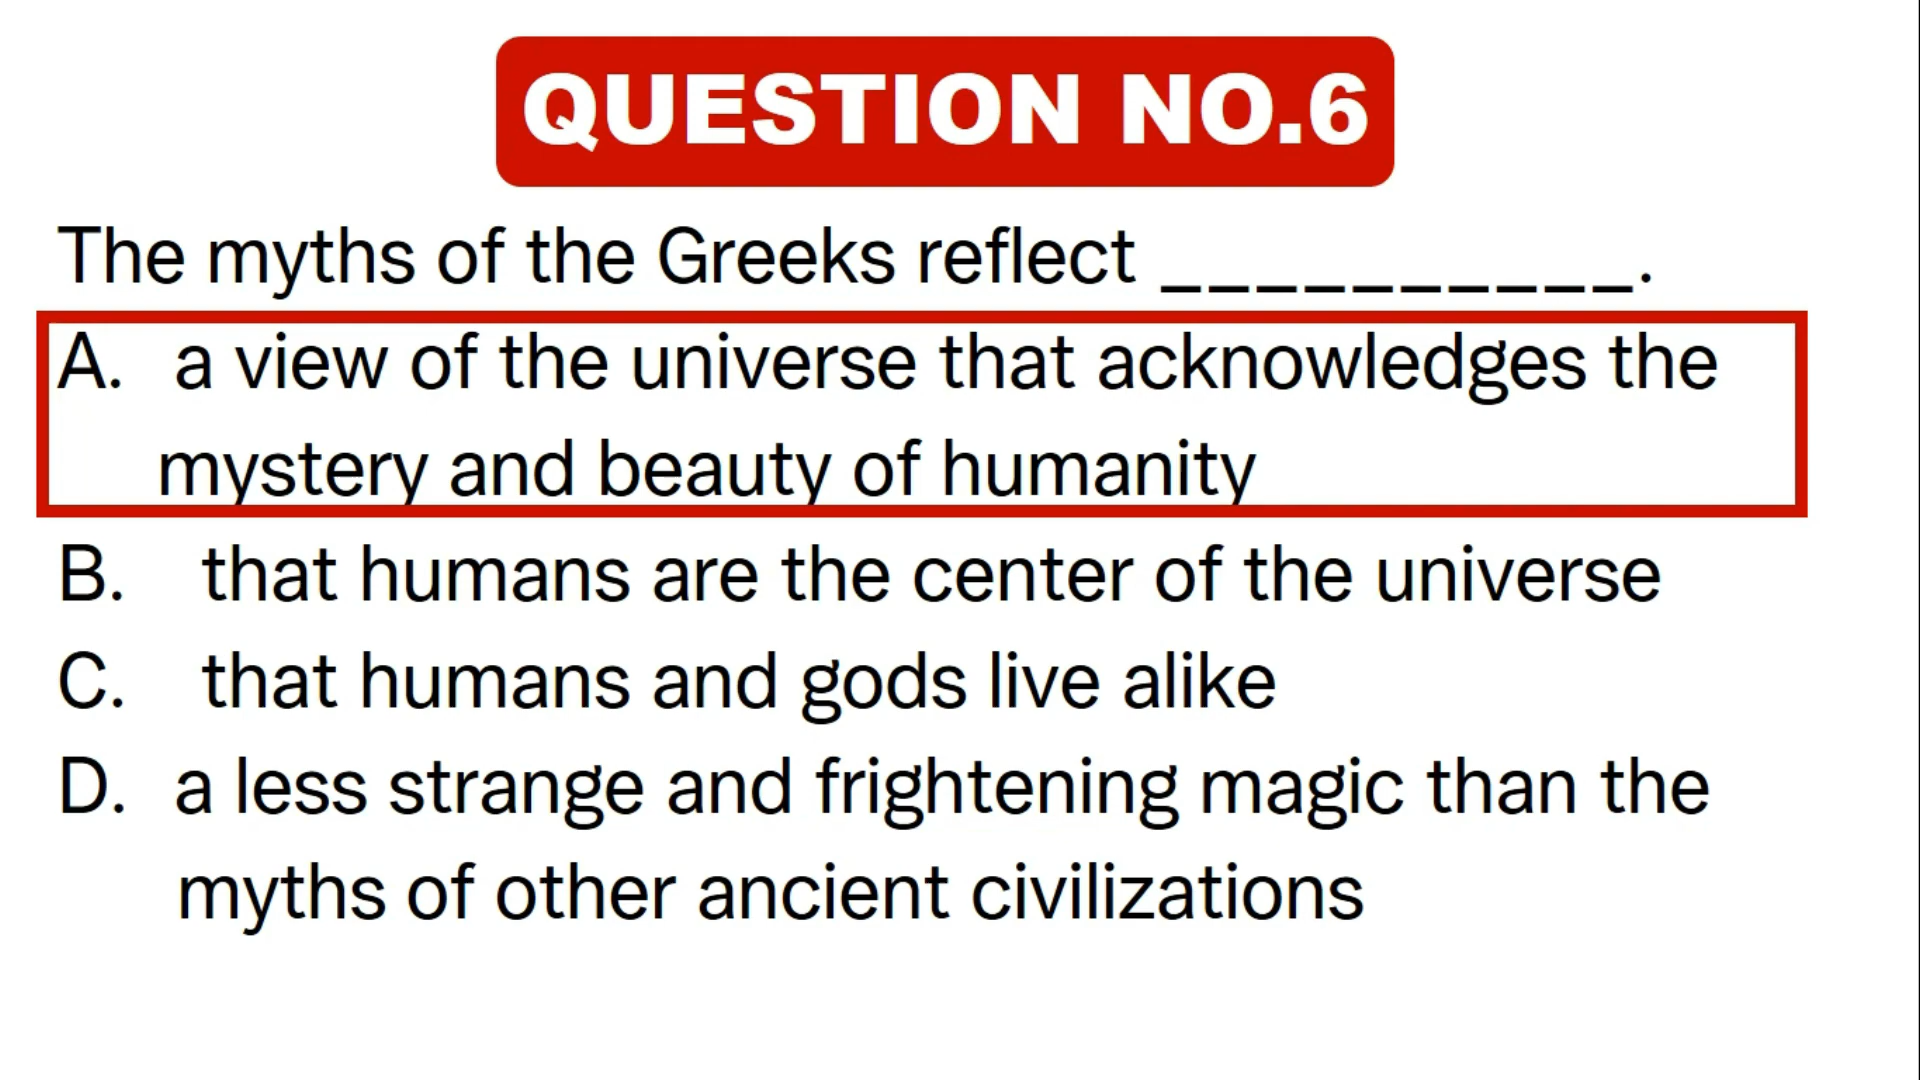 QUESTION NO.6
The myths of the Greeks reflect __________.
A. a view of the universe that acknowledges the
mystery and beauty of humanity
B. that humans are the center of the universe
C. that humans and gods live alike
D. a less strange and frightening magic than the
myths of other ancient civilizations